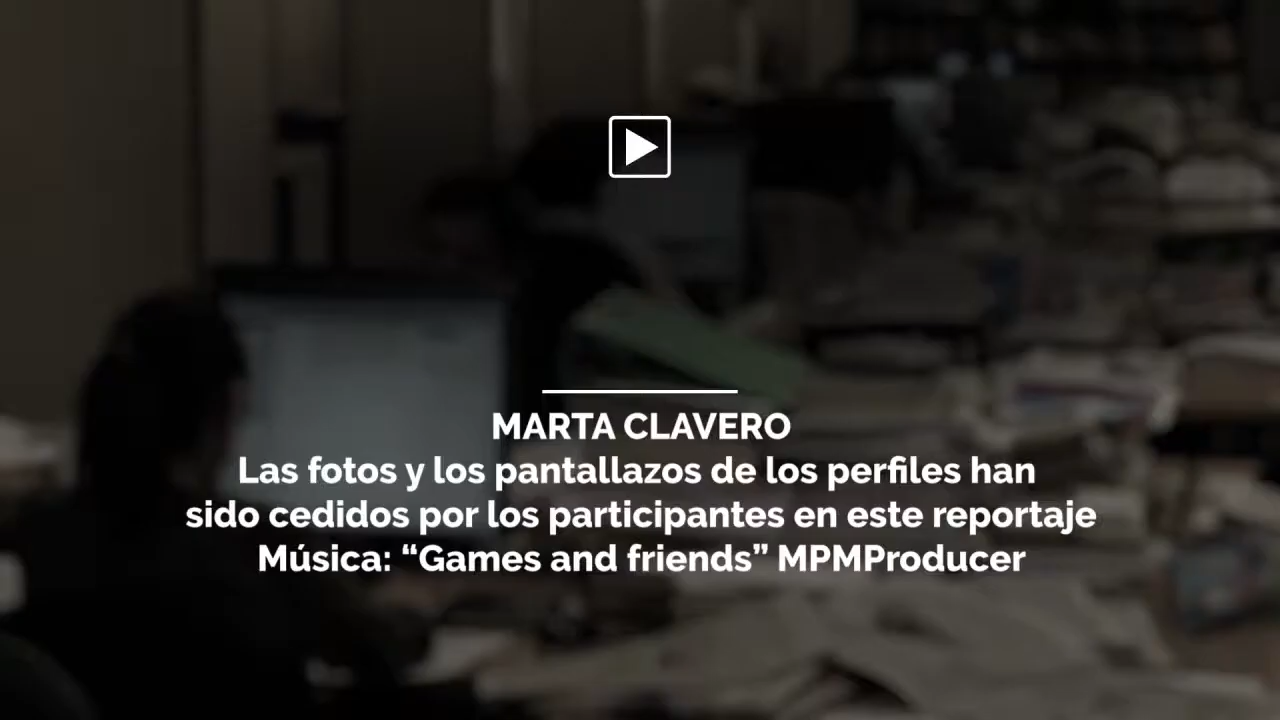 MARTA CLAVERO
Las fotos y los pantallazos de los perfiles han
sido cedidos por los participantes en este reportaje
Música: “Games and friends” MPMProducer